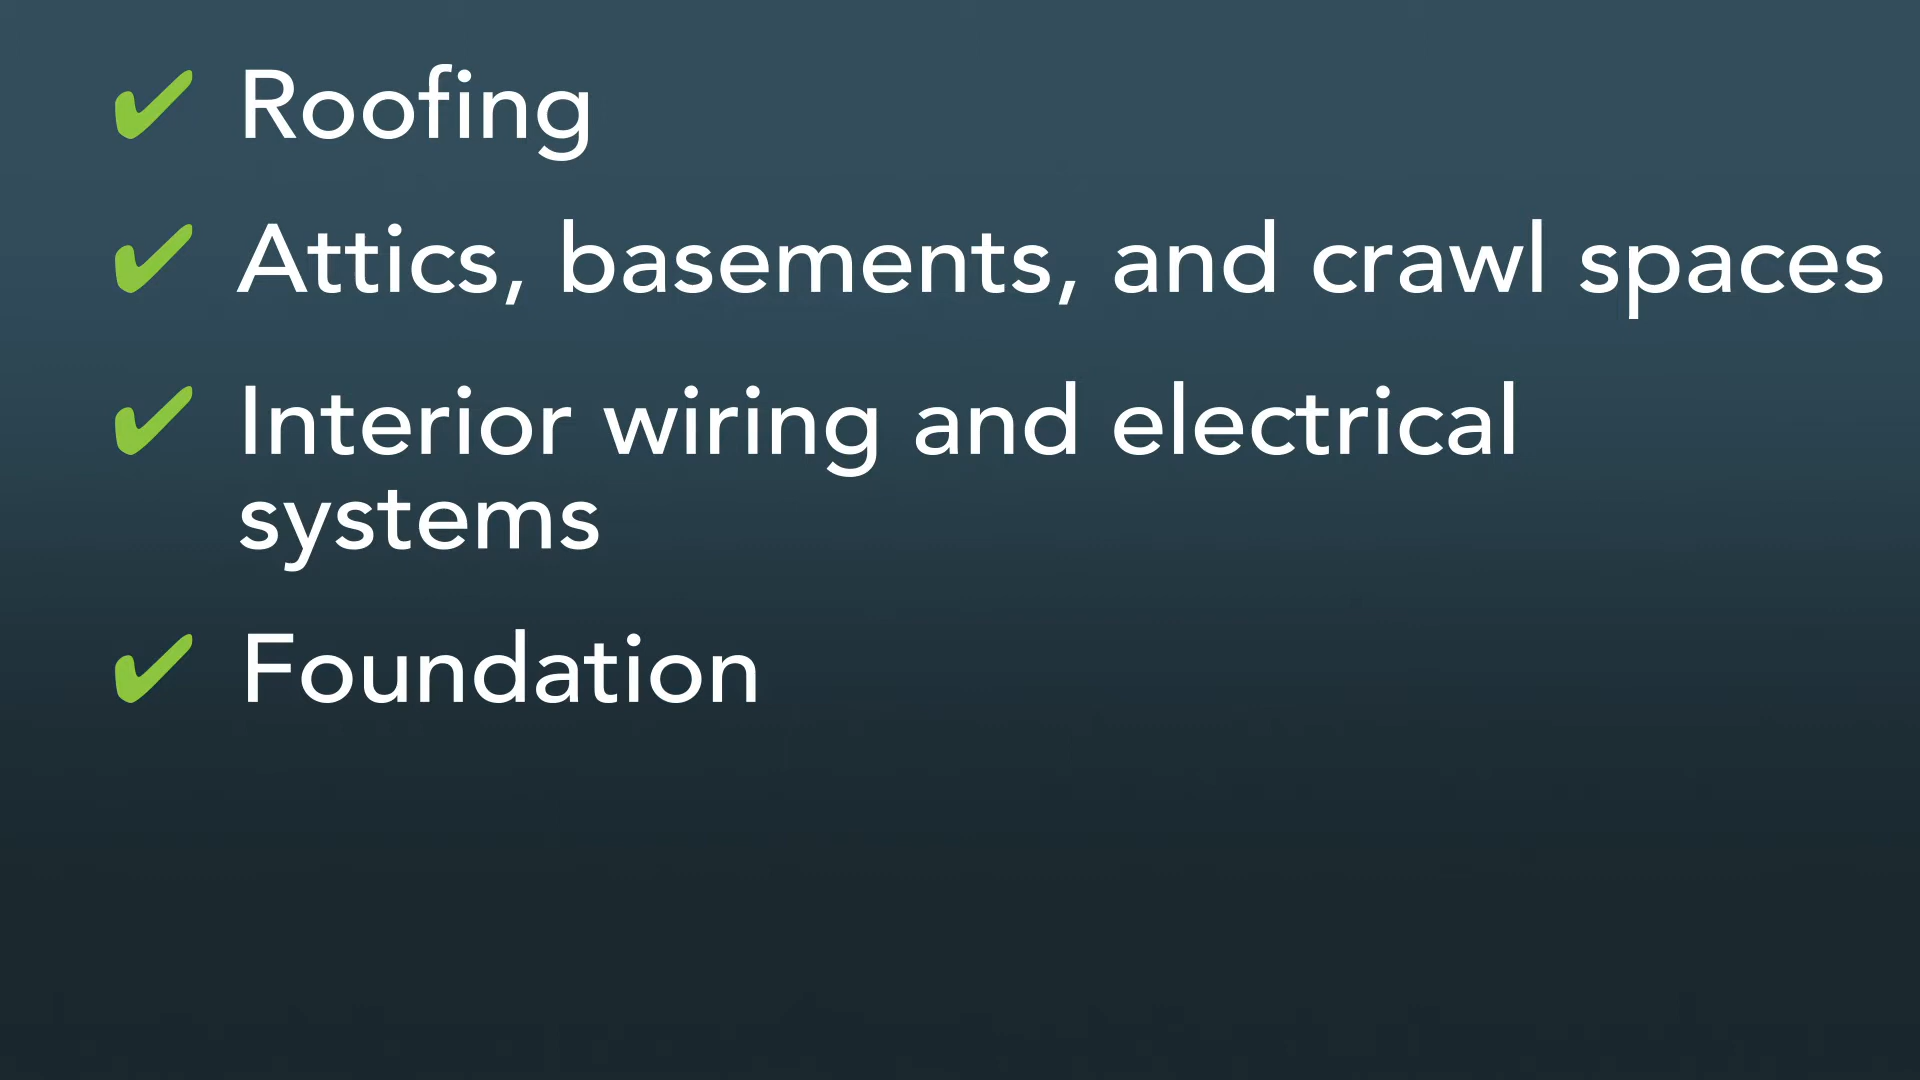 ✔ Roofing
✔ Attics, basements, and crawl spaces
✔ Interior wiring and electrical
systems
✔ Foundation